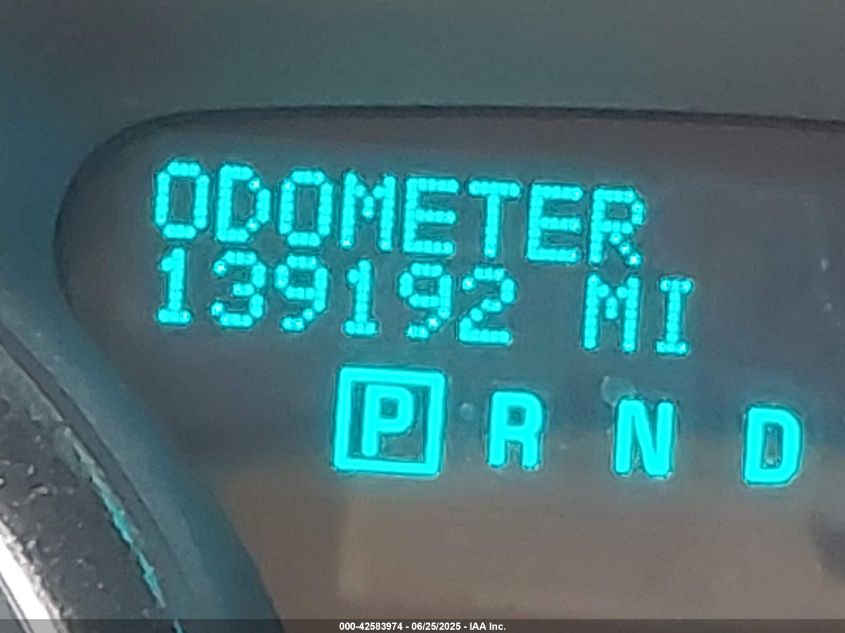 ODOMETER
139192 MI
P R N D
000-42583974 - 06/25/2025 - IAA Inc.